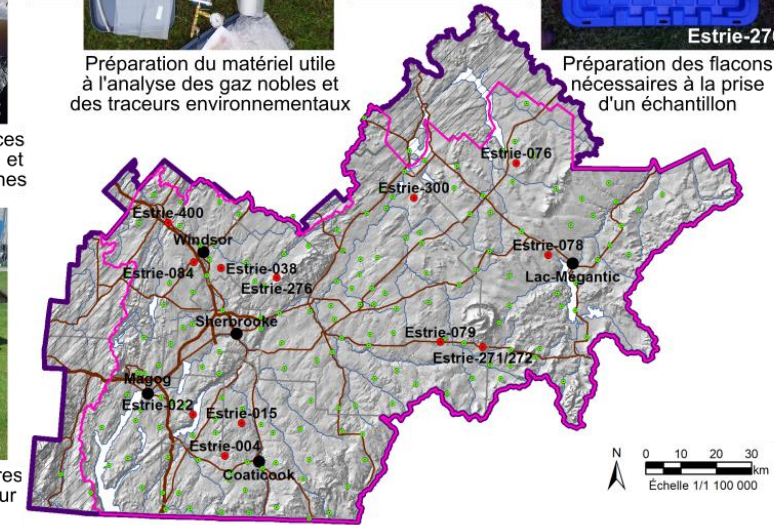 Estrie-276
Préparation du matériel utile
à l'analyse des gaz nobles et
des traceurs environnementaux
Préparation des flacons
nécessaires à la prise
d'un échantillon
et
Estrie-076
Estrie-300
Estrie-400
Windsor
Estrie-078
Estrie-084
Estrie-038
Lac-Mégantic
Estrie-276
Sherbrooke
Estrie-079
Estrie-271/272
Magog
Estrie-022
Estrie-015
Estrie-004
Coaticook
N
0 10 20 30
km
Échelle 1/1 100 000